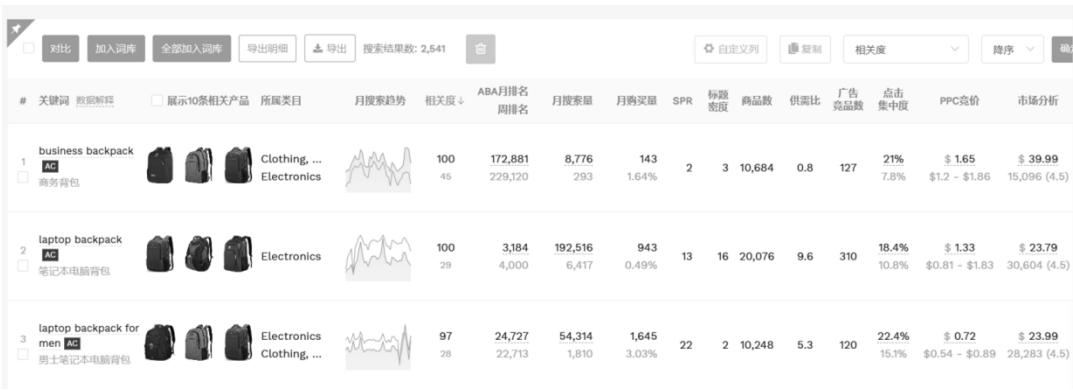 对比 加入词库 全部加入词库 导出明细 导出 搜索结果数: 2,541 自定义列 复制 相关度 降序
# 关键词 数据解释 展示10条相关产品 所属类目 月搜索趋势 相关度↓ ABA月排名 月搜索量 月购买量 SPR 标题 商品数 供需比 广告 点击 PPC竞价 市场分析
周排名 密度 竞品数 集中度
1 business backpack Clothing, ... 100 172,881 8,776 143 2 3 10,684 0.8 127 21% $ 1.65 $ 39.99
AC Electronics 45 229,120 293 1.64% 7.8% $1.2 - $1.86 15,096 (4.5)
商务背包
2 laptop backpack Electronics 100 3,184 192,516 943 13 16 20,076 9.6 310 18.4% $ 1.33 $ 23.79
AC 29 4,000 6,417 0.49% 10.8% $0.81 - $1.83 30,604 (4.5)
笔记本电脑背包
3 laptop backpack for Electronics 97 24,727 54,314 1,645 22 2 10,248 5.3 120 22.4% $ 0.72 $ 23.99
men AC Clothing, ... 28 22,713 1,810 3.03% 15.1% $0.54 - $0.89 28,283 (4.5)
男士笔记本电脑背包